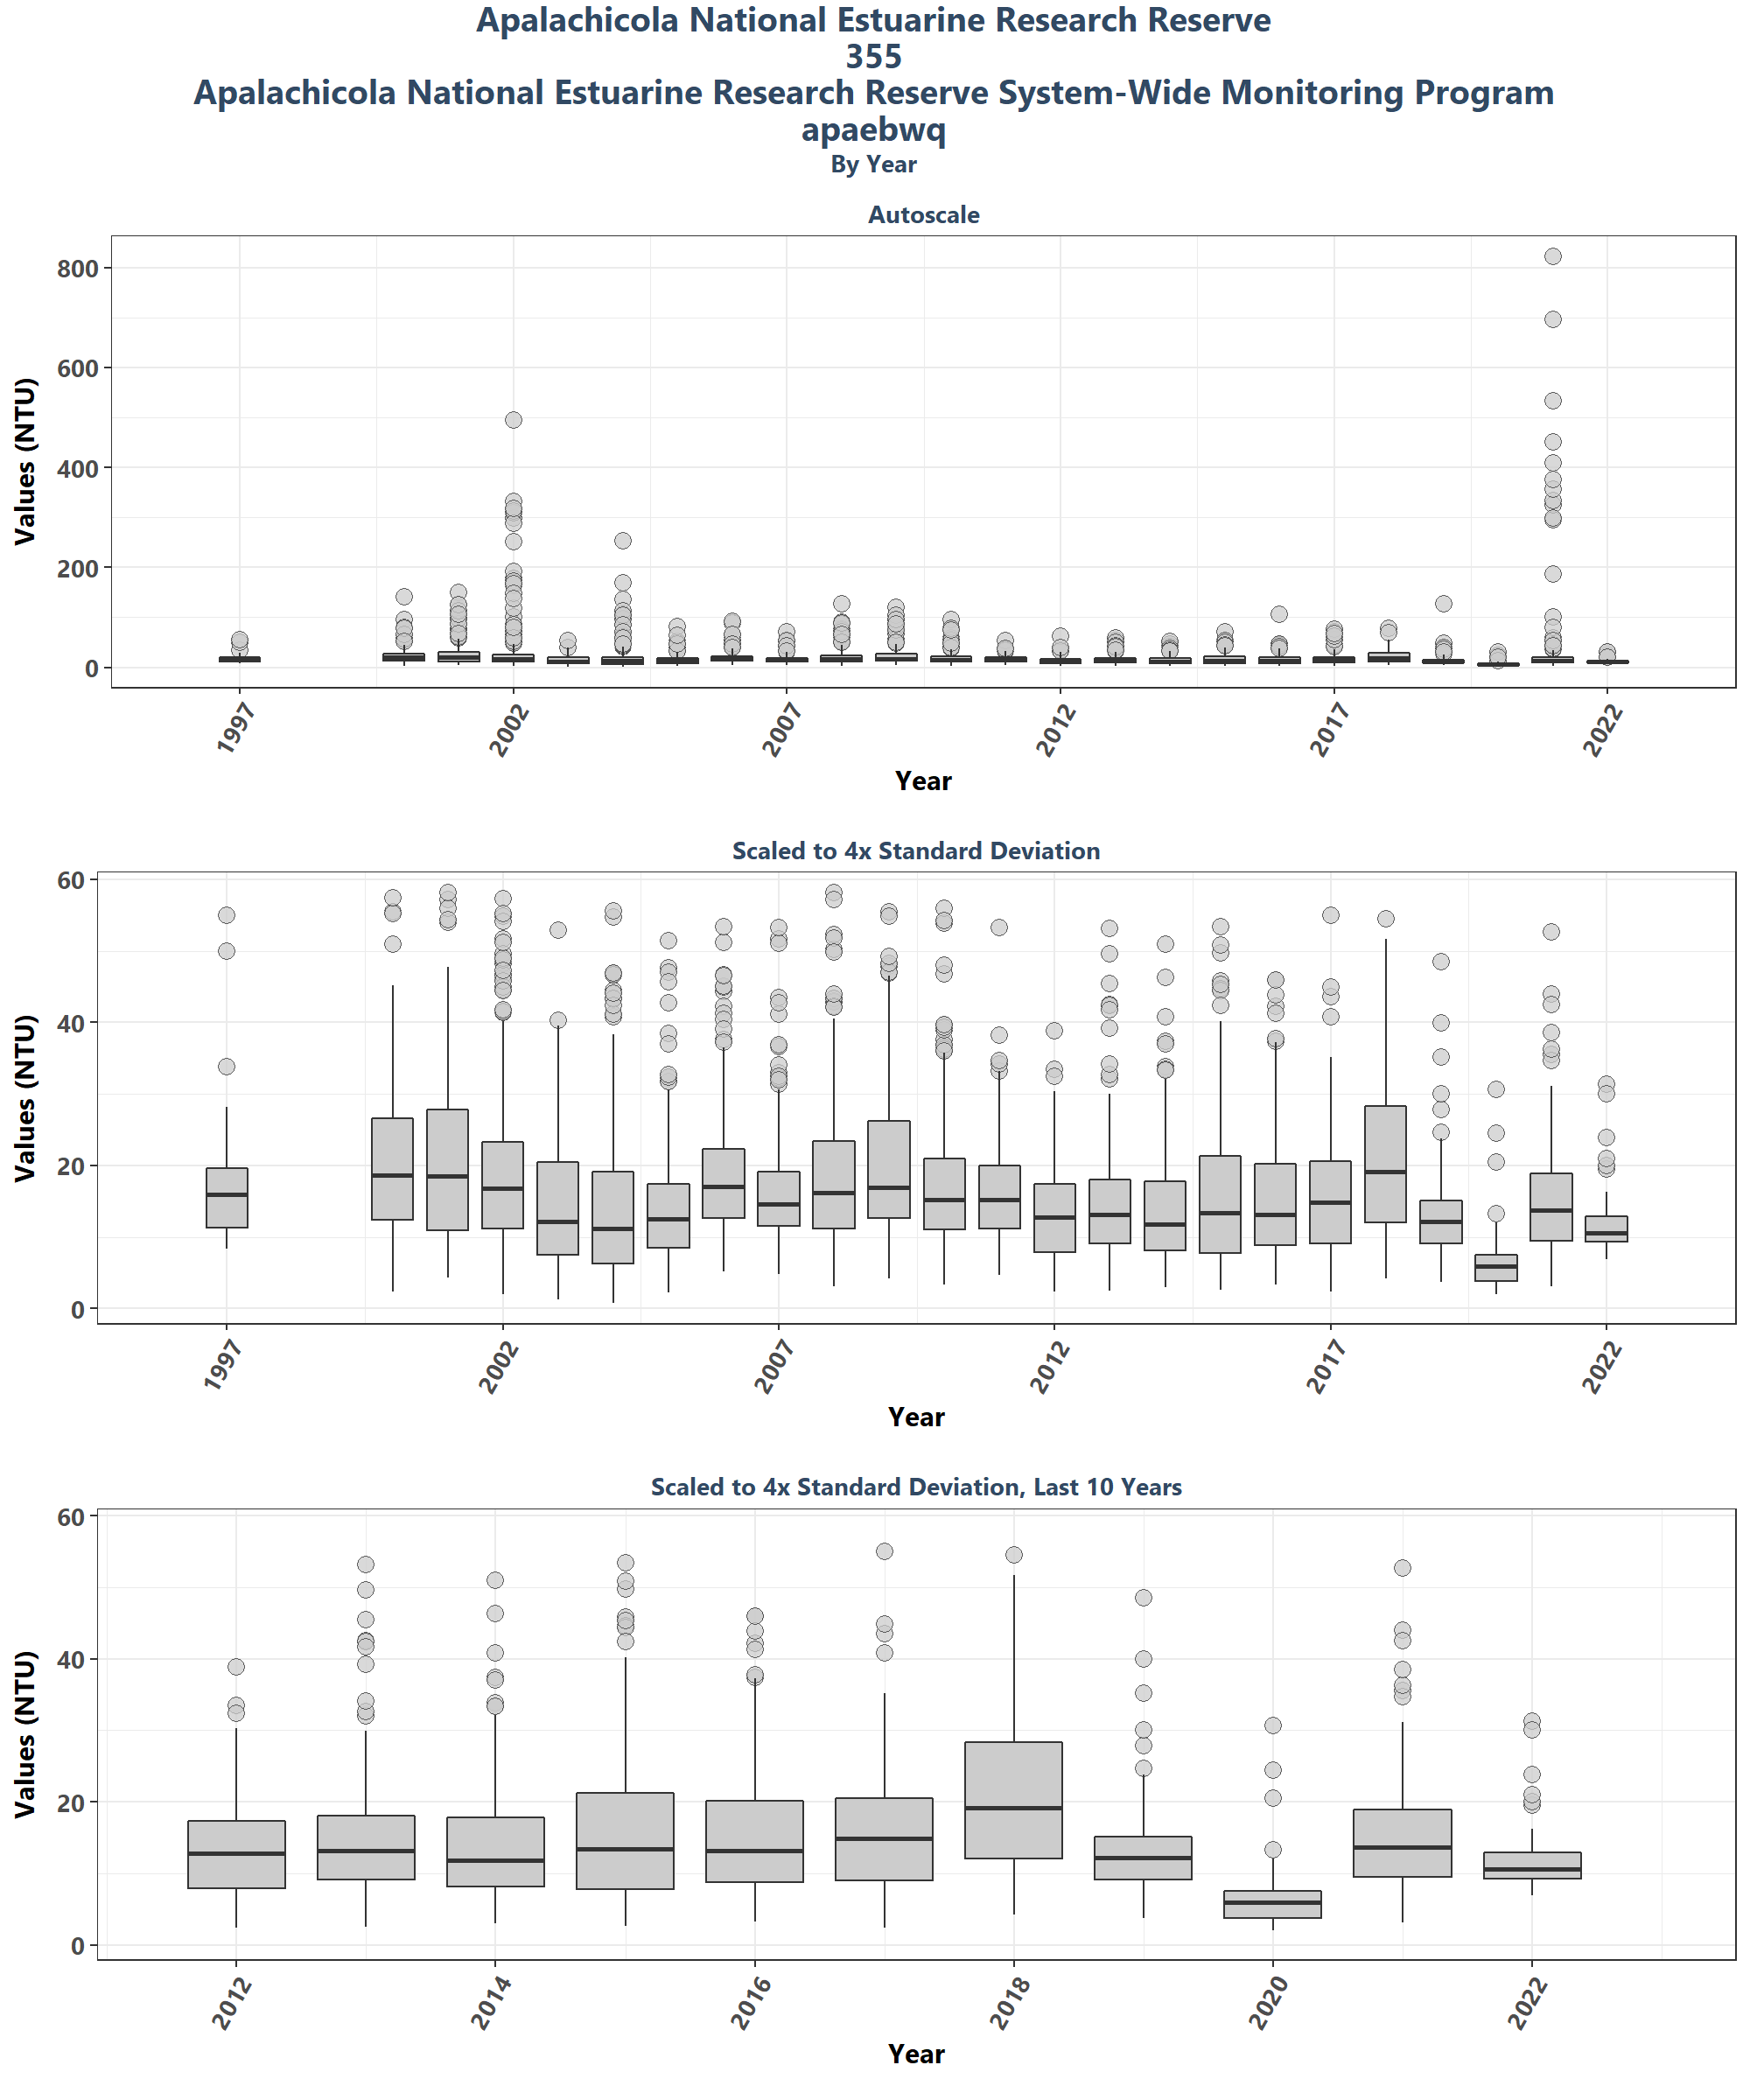 Apalachicola National Estuarine Research Reserve
355
Apalachicola National Estuarine Research Reserve System-Wide Monitoring Program
apaebwq
By Year
Autoscale
Values (NTU)
800
600
400
200
0
1997 2002 2007 2012 2017 2022
Year
Scaled to 4x Standard Deviation
Values (NTU)
60
40
20
0
1997 2002 2007 2012 2017 2022
Year
Scaled to 4x Standard Deviation, Last 10 Years
Values (NTU)
60
40
20
0
2012 2014 2016 2018 2020 2022
Year